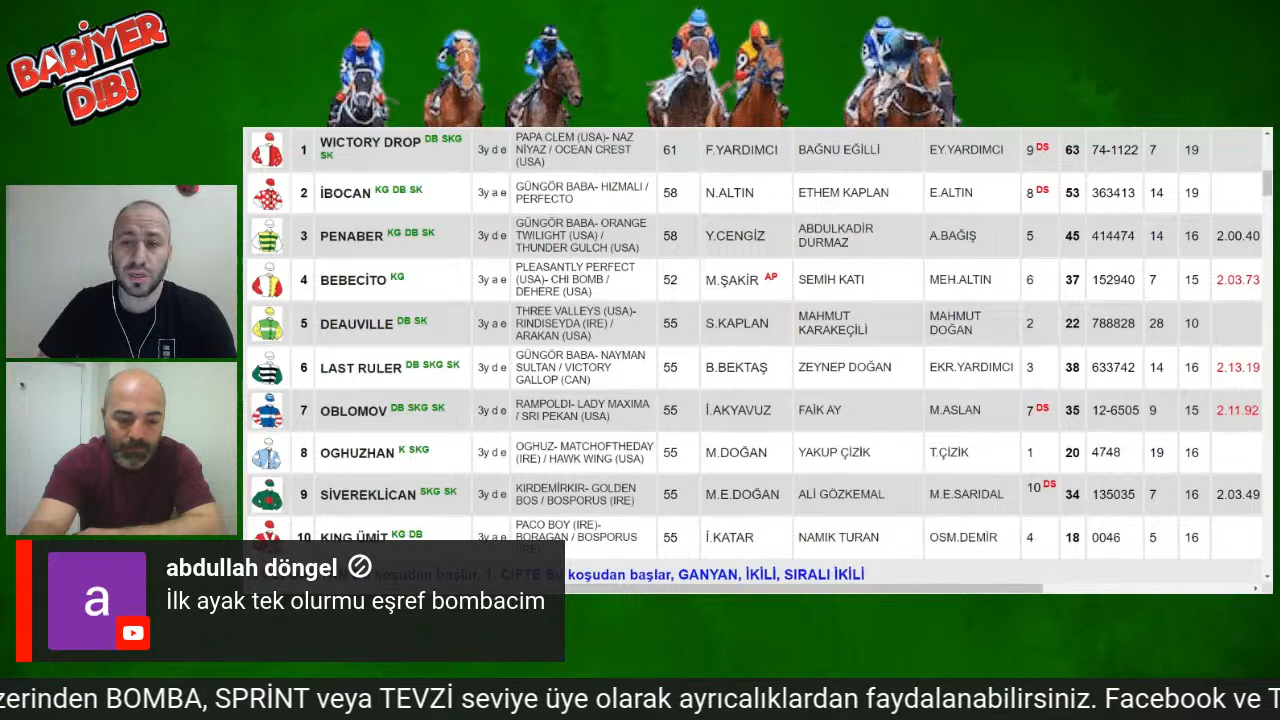 BARİYER
DİBİ
1 WICTORY DROP DB SKG SK 3y d e PAPA CLEM (USA)- NAZ NİYAZ / OCEAN CREST (USA) 61 F.YARDIMCI BAĞNU EĞİLLİ EY.YARDIMCI 9 DS 63 74-1122 7 19
2 İBOCAN KG DB SK 3y a e GÜNGÖR BABA- HIZMALI / PERFECTO 58 N.ALTIN ETHEM KAPLAN E.ALTIN 8 DS 53 363413 14 19
3 PENABER KG DB SK 3y d e GÜNGÖR BABA- ORANGE TWILIGHT (USA) / THUNDER GULCH (USA) 58 Y.CENGİZ ABDULKADİR DURMAZ A.BAĞIŞ 5 45 414474 14 16 2.00.40
4 BEBECİTO KG 3y a e PLEASANTLY PERFECT (USA)- CHI BOMB / DEHERE (USA) 52 M.ŞAKİR AP SEMİH KATI MEH.ALTIN 6 37 152940 7 15 2.03.73
5 DEAUVILLE DB SK 3y a e THREE VALLEYS (USA)- RINDISEYDA (IRE) / ARAKAN (USA) 55 S.KAPLAN MAHMUT KARAKEÇİLİ MAHMUT DOĞAN 2 22 788828 28 10
6 LAST RULER DB SKG SK 3y d e GÜNGÖR BABA- NAYMAN SULTAN / VICTORY GALLOP (CAN) 55 B.BEKTAŞ ZEYNEP DOĞAN EKR.YARDIMCI 3 38 633742 14 16 2.13.19
7 OBLOMOV DB SKG SK 3y d e RAMPOLDI- LADY MAXIMA / SRI PEKAN (USA) 55 İ.AKYAVUZ FAİK AY M.ASLAN 7 DS 35 12-6505 9 15 2.11.92
8 OGHUZHAN K SKG 3y d e OGHUZ- MATCHOFTHEDAY (IRE) / HAWK WING (USA) 55 M.DOĞAN YAKUP ÇİZİK T.ÇİZİK 1 20 4748 19 16
9 SİVEREKLİCAN SKG SK 3y d e KIRDEMİRKIR- GOLDEN BOS / BOSPORUS (IRE) 55 M.E.DOĞAN ALİ GÖZKEMAL M.E.SARIDAL 10 DS 34 135035 7 16 2.03.49
10 KING ÜMİT KG DB 3y a e PACO BOY (IRE)- BORAGAN / BOSPORUS 55 İ.KATAR NAMIK TURAN OSM.DEMİR 4 18 0046 5 16
koşudan başlar, GANYAN, İKİLİ, SIRALI İKİLİ
a
abdullah döngel
İlk ayak tek olurmu eşref bombacim
zerinden BOMBA, SPRİNT veya TEVZİ seviye üye olarak ayrıcalıklardan faydalanabilirsiniz. Facebook ve T